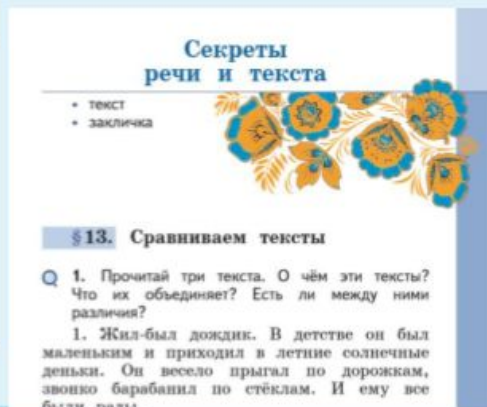 Секреты
речи и текста
• текст
• закличка
§ 13. Сравниваем тексты
1. Прочитай три текста. О чём эти тексты?
Что их объединяет? Есть ли между ними
различия?
1. Жил-был дождик. В детстве он был
маленьким и приходил в летние солнечные
деньки. Он весело прыгал по дорожкам,
звонко барабанил по стёклам. И ему все
были рады